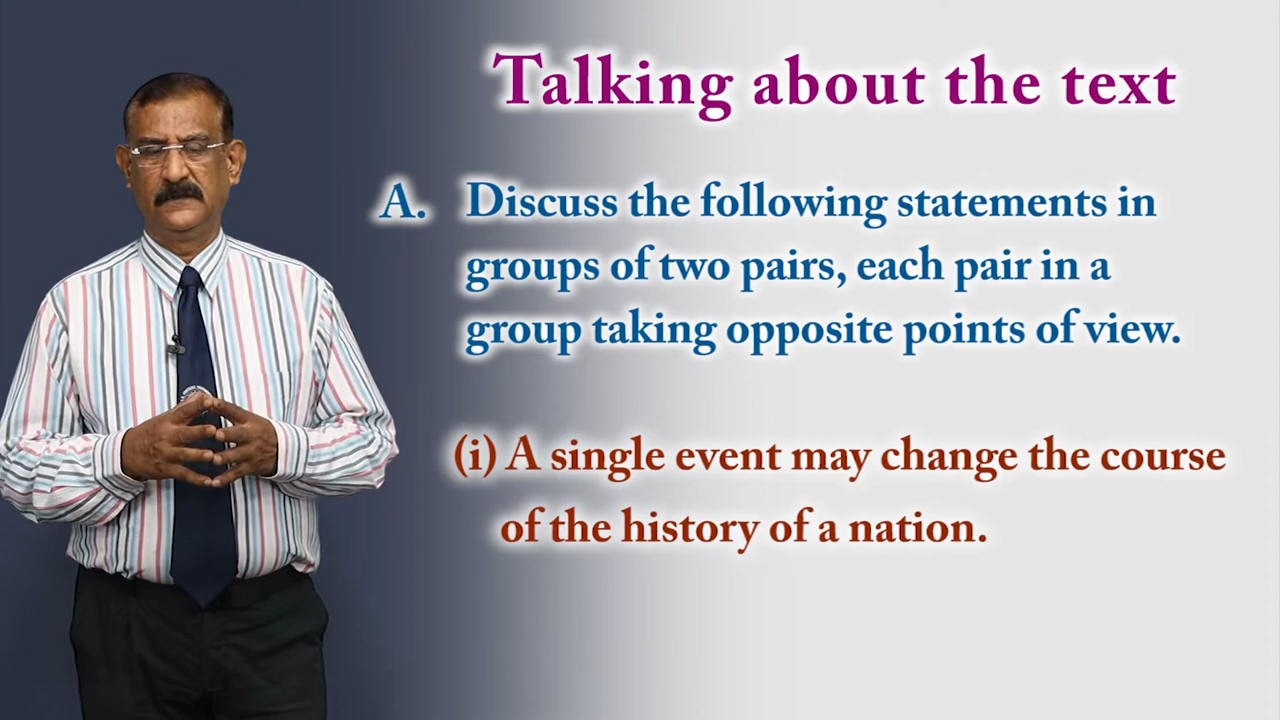 Talking about the text
A. Discuss the following statements in
groups of two pairs, each pair in a
group taking opposite points of view.
(i) A single event may change the course
of the history of a nation.